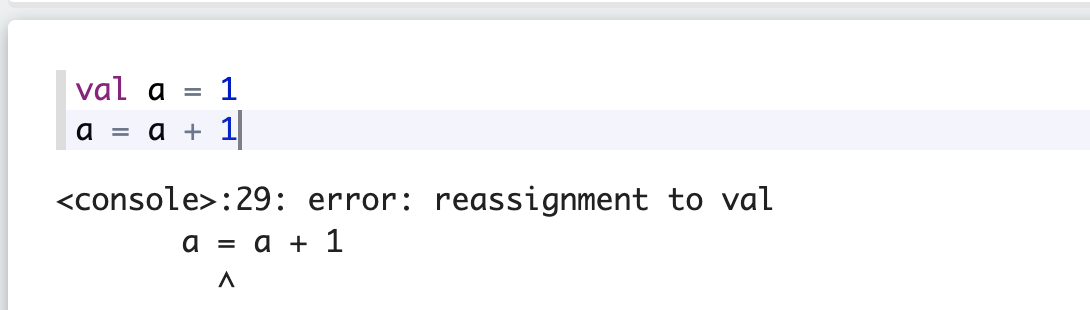 val a = 1
a = a + 1
<console>:29: error: reassignment to val
       a = a + 1
         ^